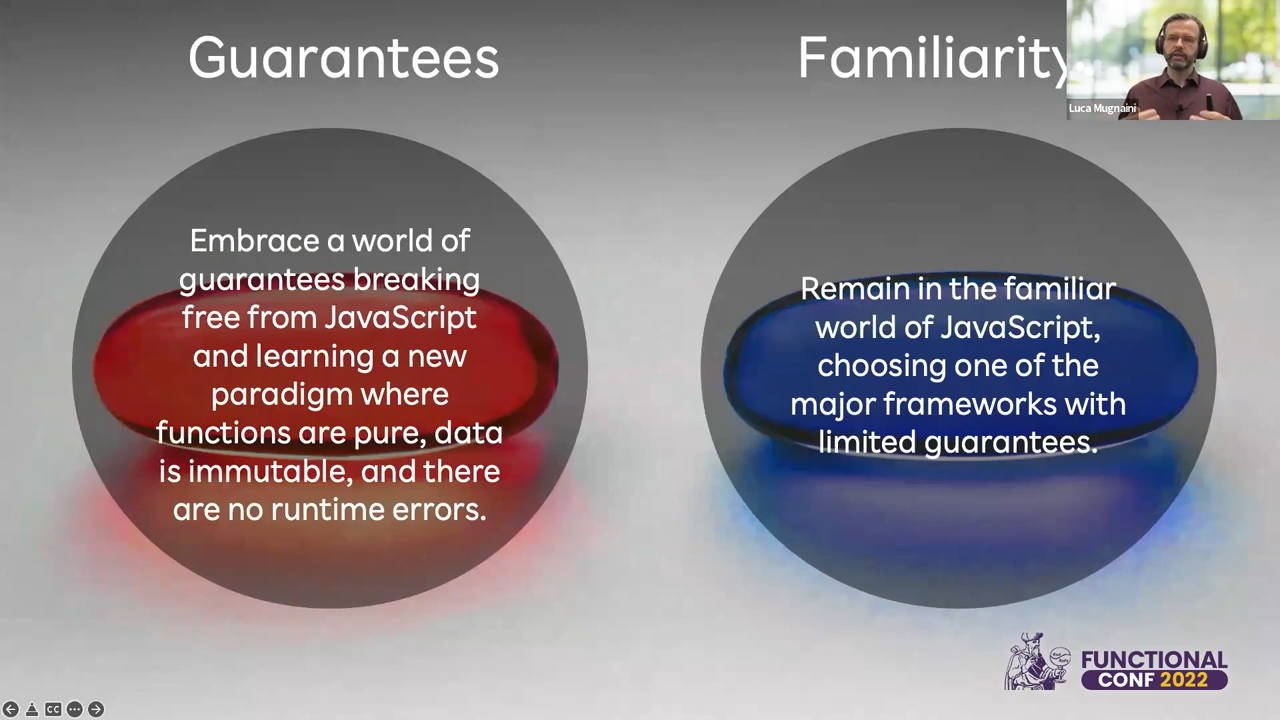 Guarantees
Familiarity
Luca Mugnaini
Embrace a world of
guarantees breaking
free from JavaScript
and learning a new
paradigm where
functions are pure, data
is immutable, and there
are no runtime errors.
Remain in the familiar
world of JavaScript,
choosing one of the
major frameworks with
limited guarantees.
FUNCTIONAL
CONF 2022
CC